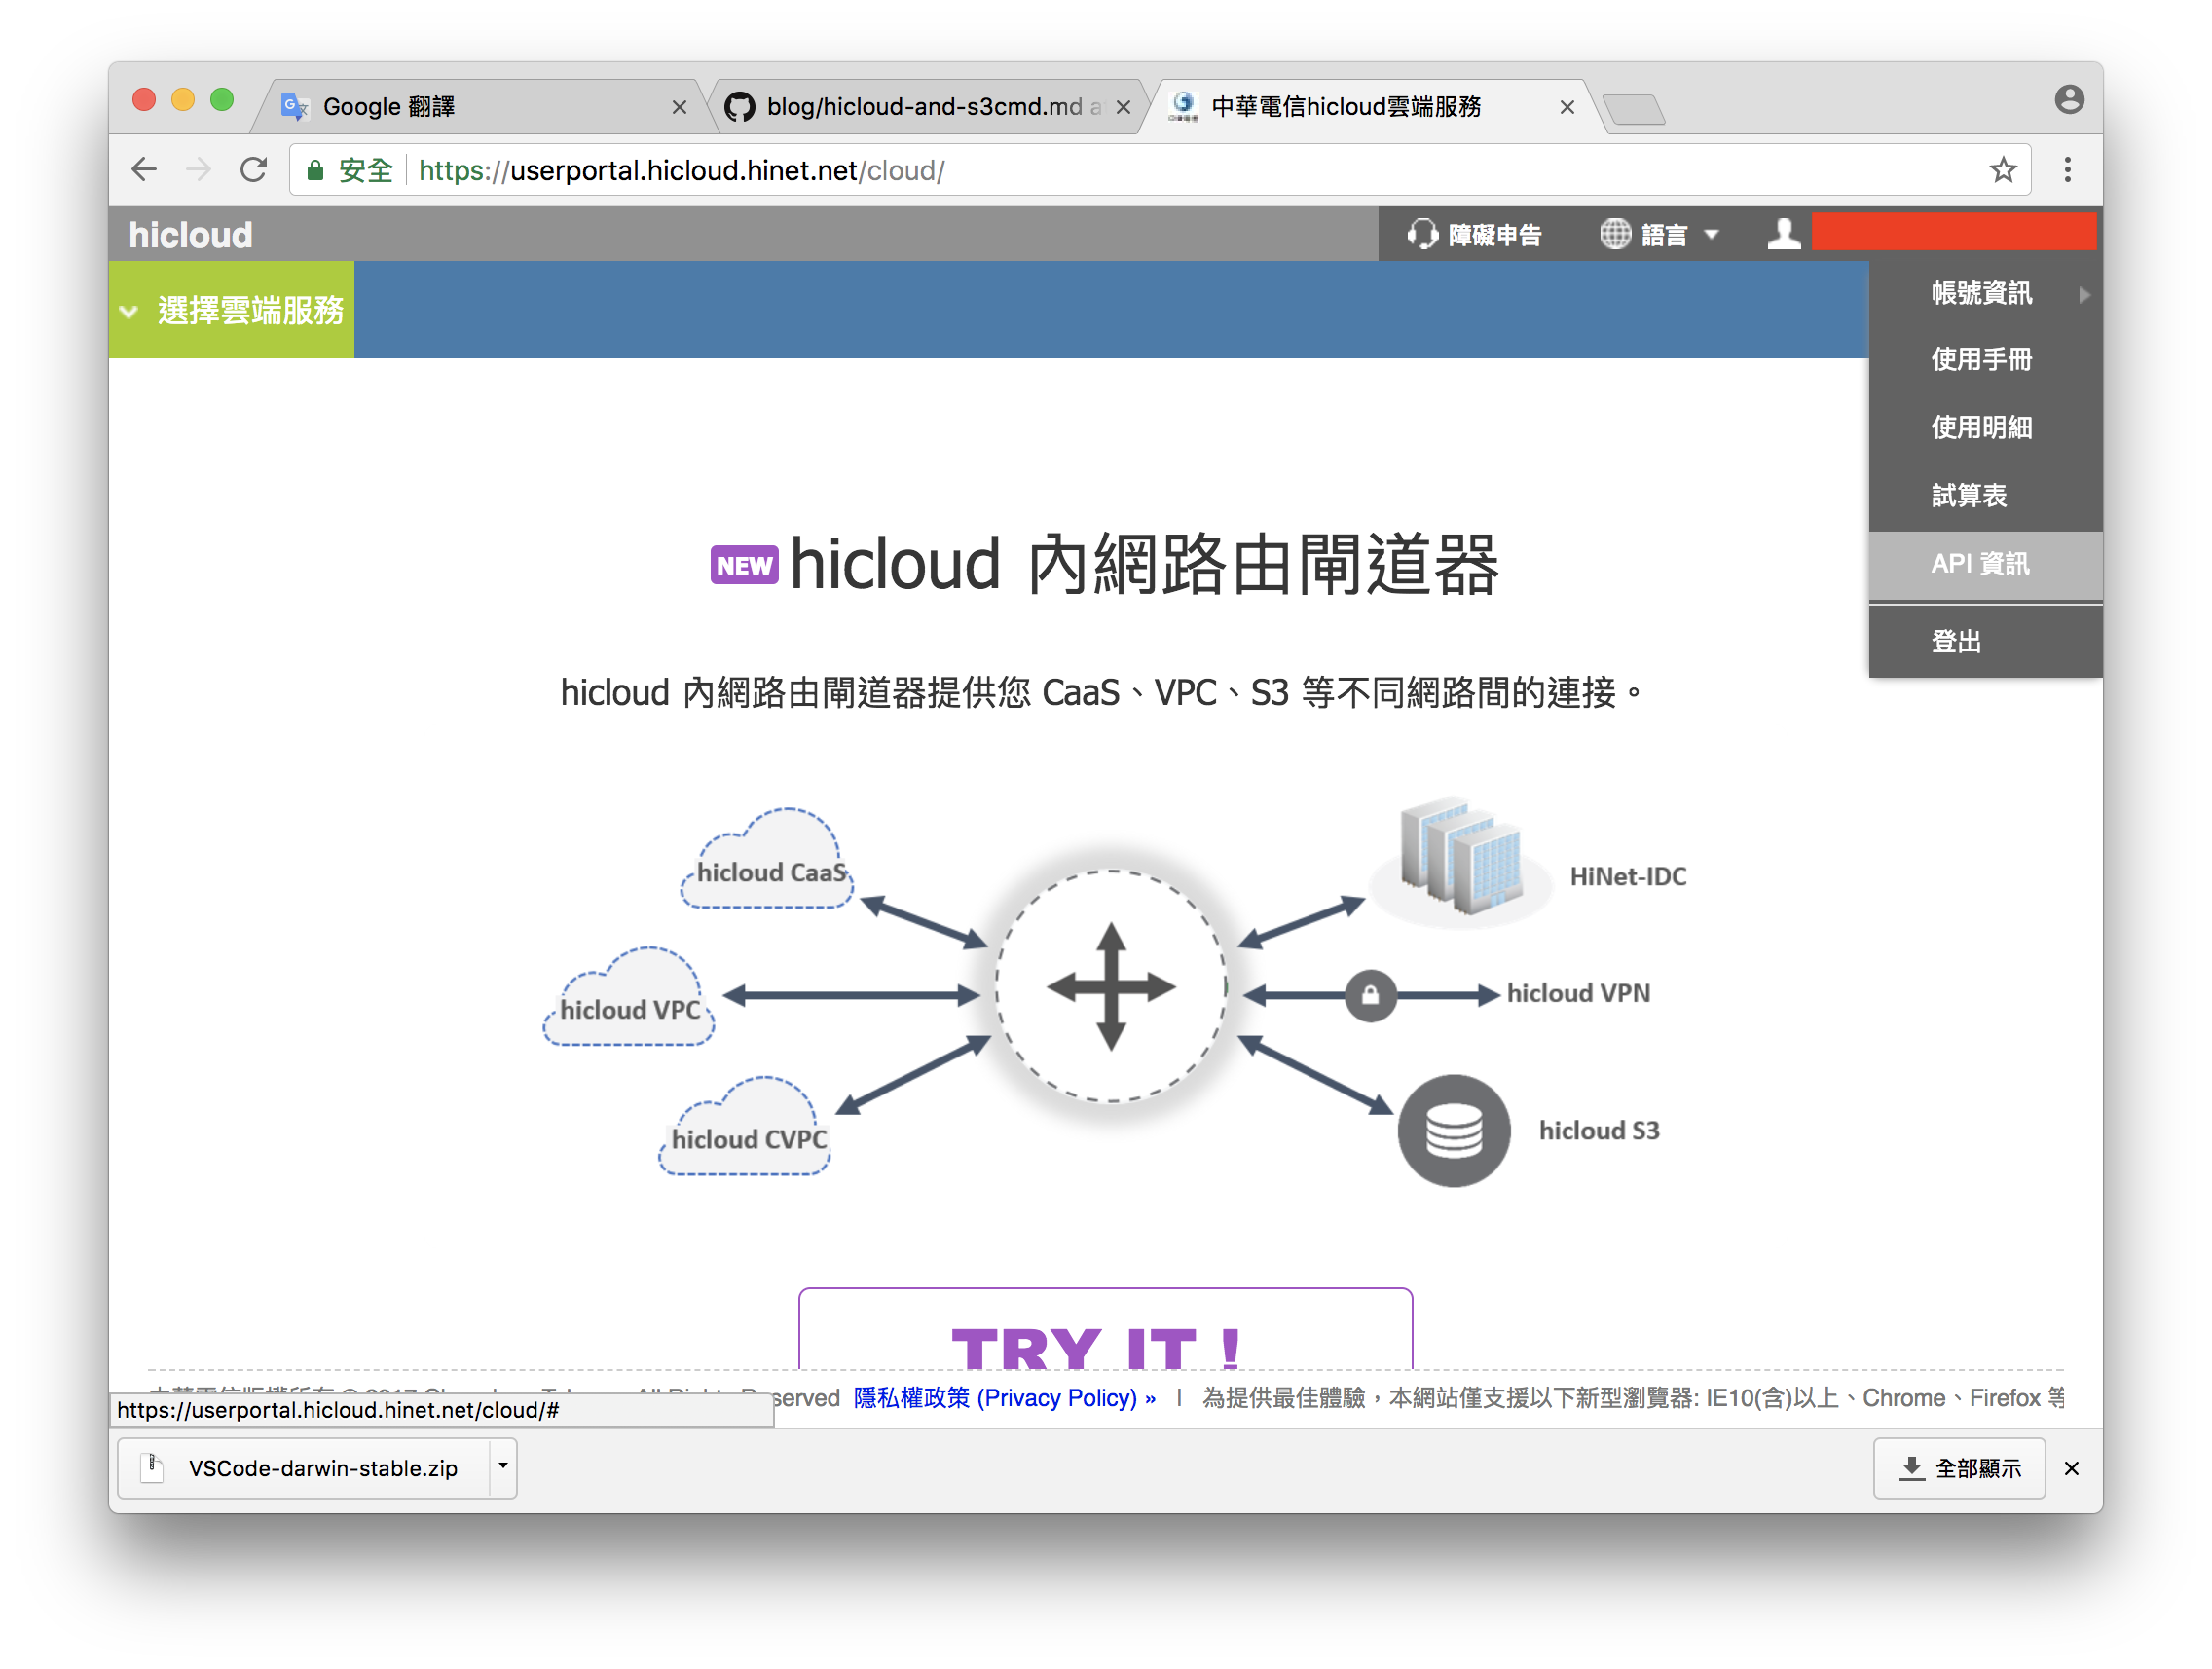 Google 翻譯
blog/hicloud-and-s3cmd.md a
中華電信hicloud雲端服務
安全 https://userportal.hicloud.hinet.net/cloud/
hicloud
障礙申告
語言
選擇雲端服務
帳號資訊
使用手冊
使用明細
試算表
API 資訊
登出
NEW hicloud 內網路由閘道器
hicloud 內網路由閘道器提供您 CaaS、VPC、S3 等不同網路間的連接。
hicloud CaaS
HiNet-IDC
hicloud VPC
hicloud VPN
hicloud CVPC
hicloud S3
TRY IT !
served 隱私權政策 (Privacy Policy) » | 為提供最佳體驗，本網站僅支援以下新型瀏覽器: IE10(含)以上、Chrome、Firefox 等
https://userportal.hicloud.hinet.net/cloud/#
VSCode-darwin-stable.zip
全部顯示